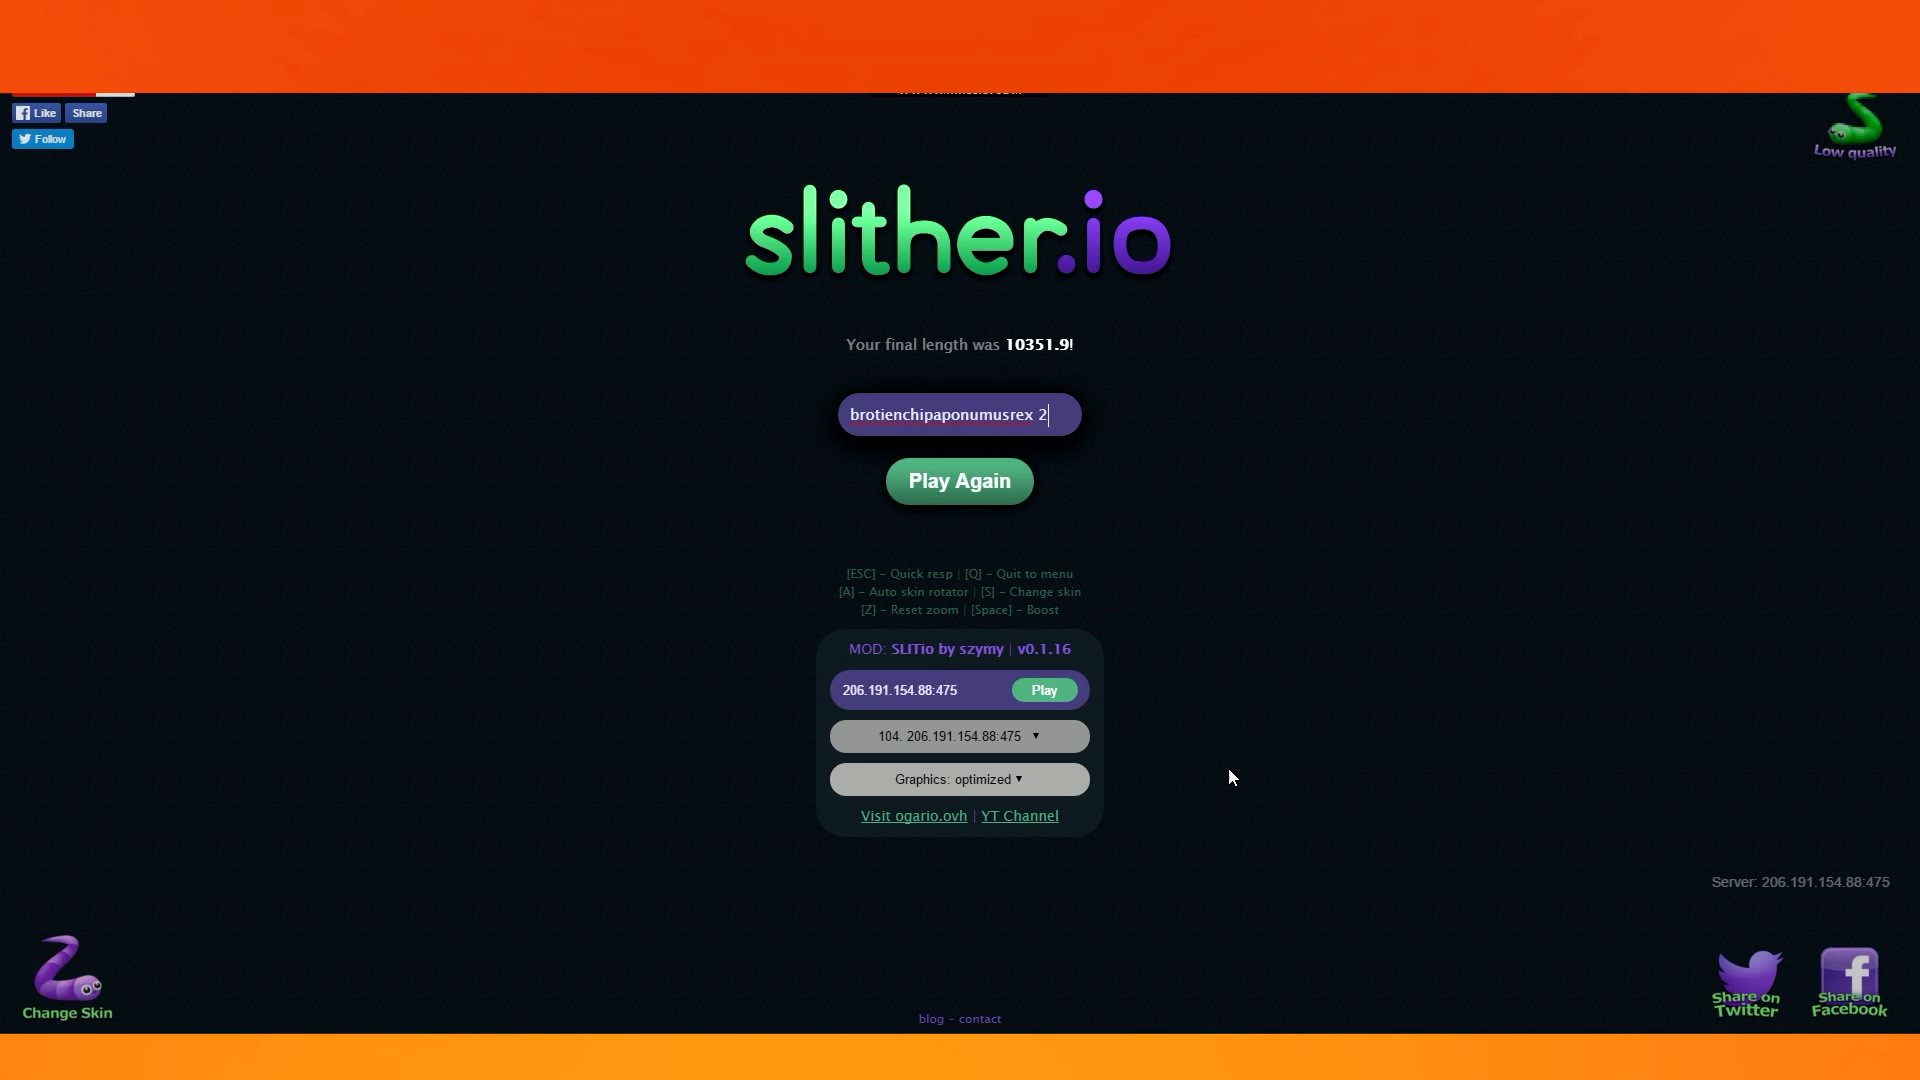 Like Share
Follow
Low quality
slither.io
Your final length was 10351.9!
brotienchipaponumusrex 2
Play Again
[ESC] - Quick resp | [Q] - Quit to menu
[A] - Auto skin rotator | [S] - Change skin
[Z] - Reset zoom | [Space] - Boost
MOD: SLITio by szymy | v0.1.16
206.191.154.88:475 Play
104. 206.191.154.88:475
Graphics: optimized
Visit ogario.ovh | YT Channel
Server: 206.191.154.88:475
Change Skin
Share on
Twitter
Share on
Facebook
blog - contact